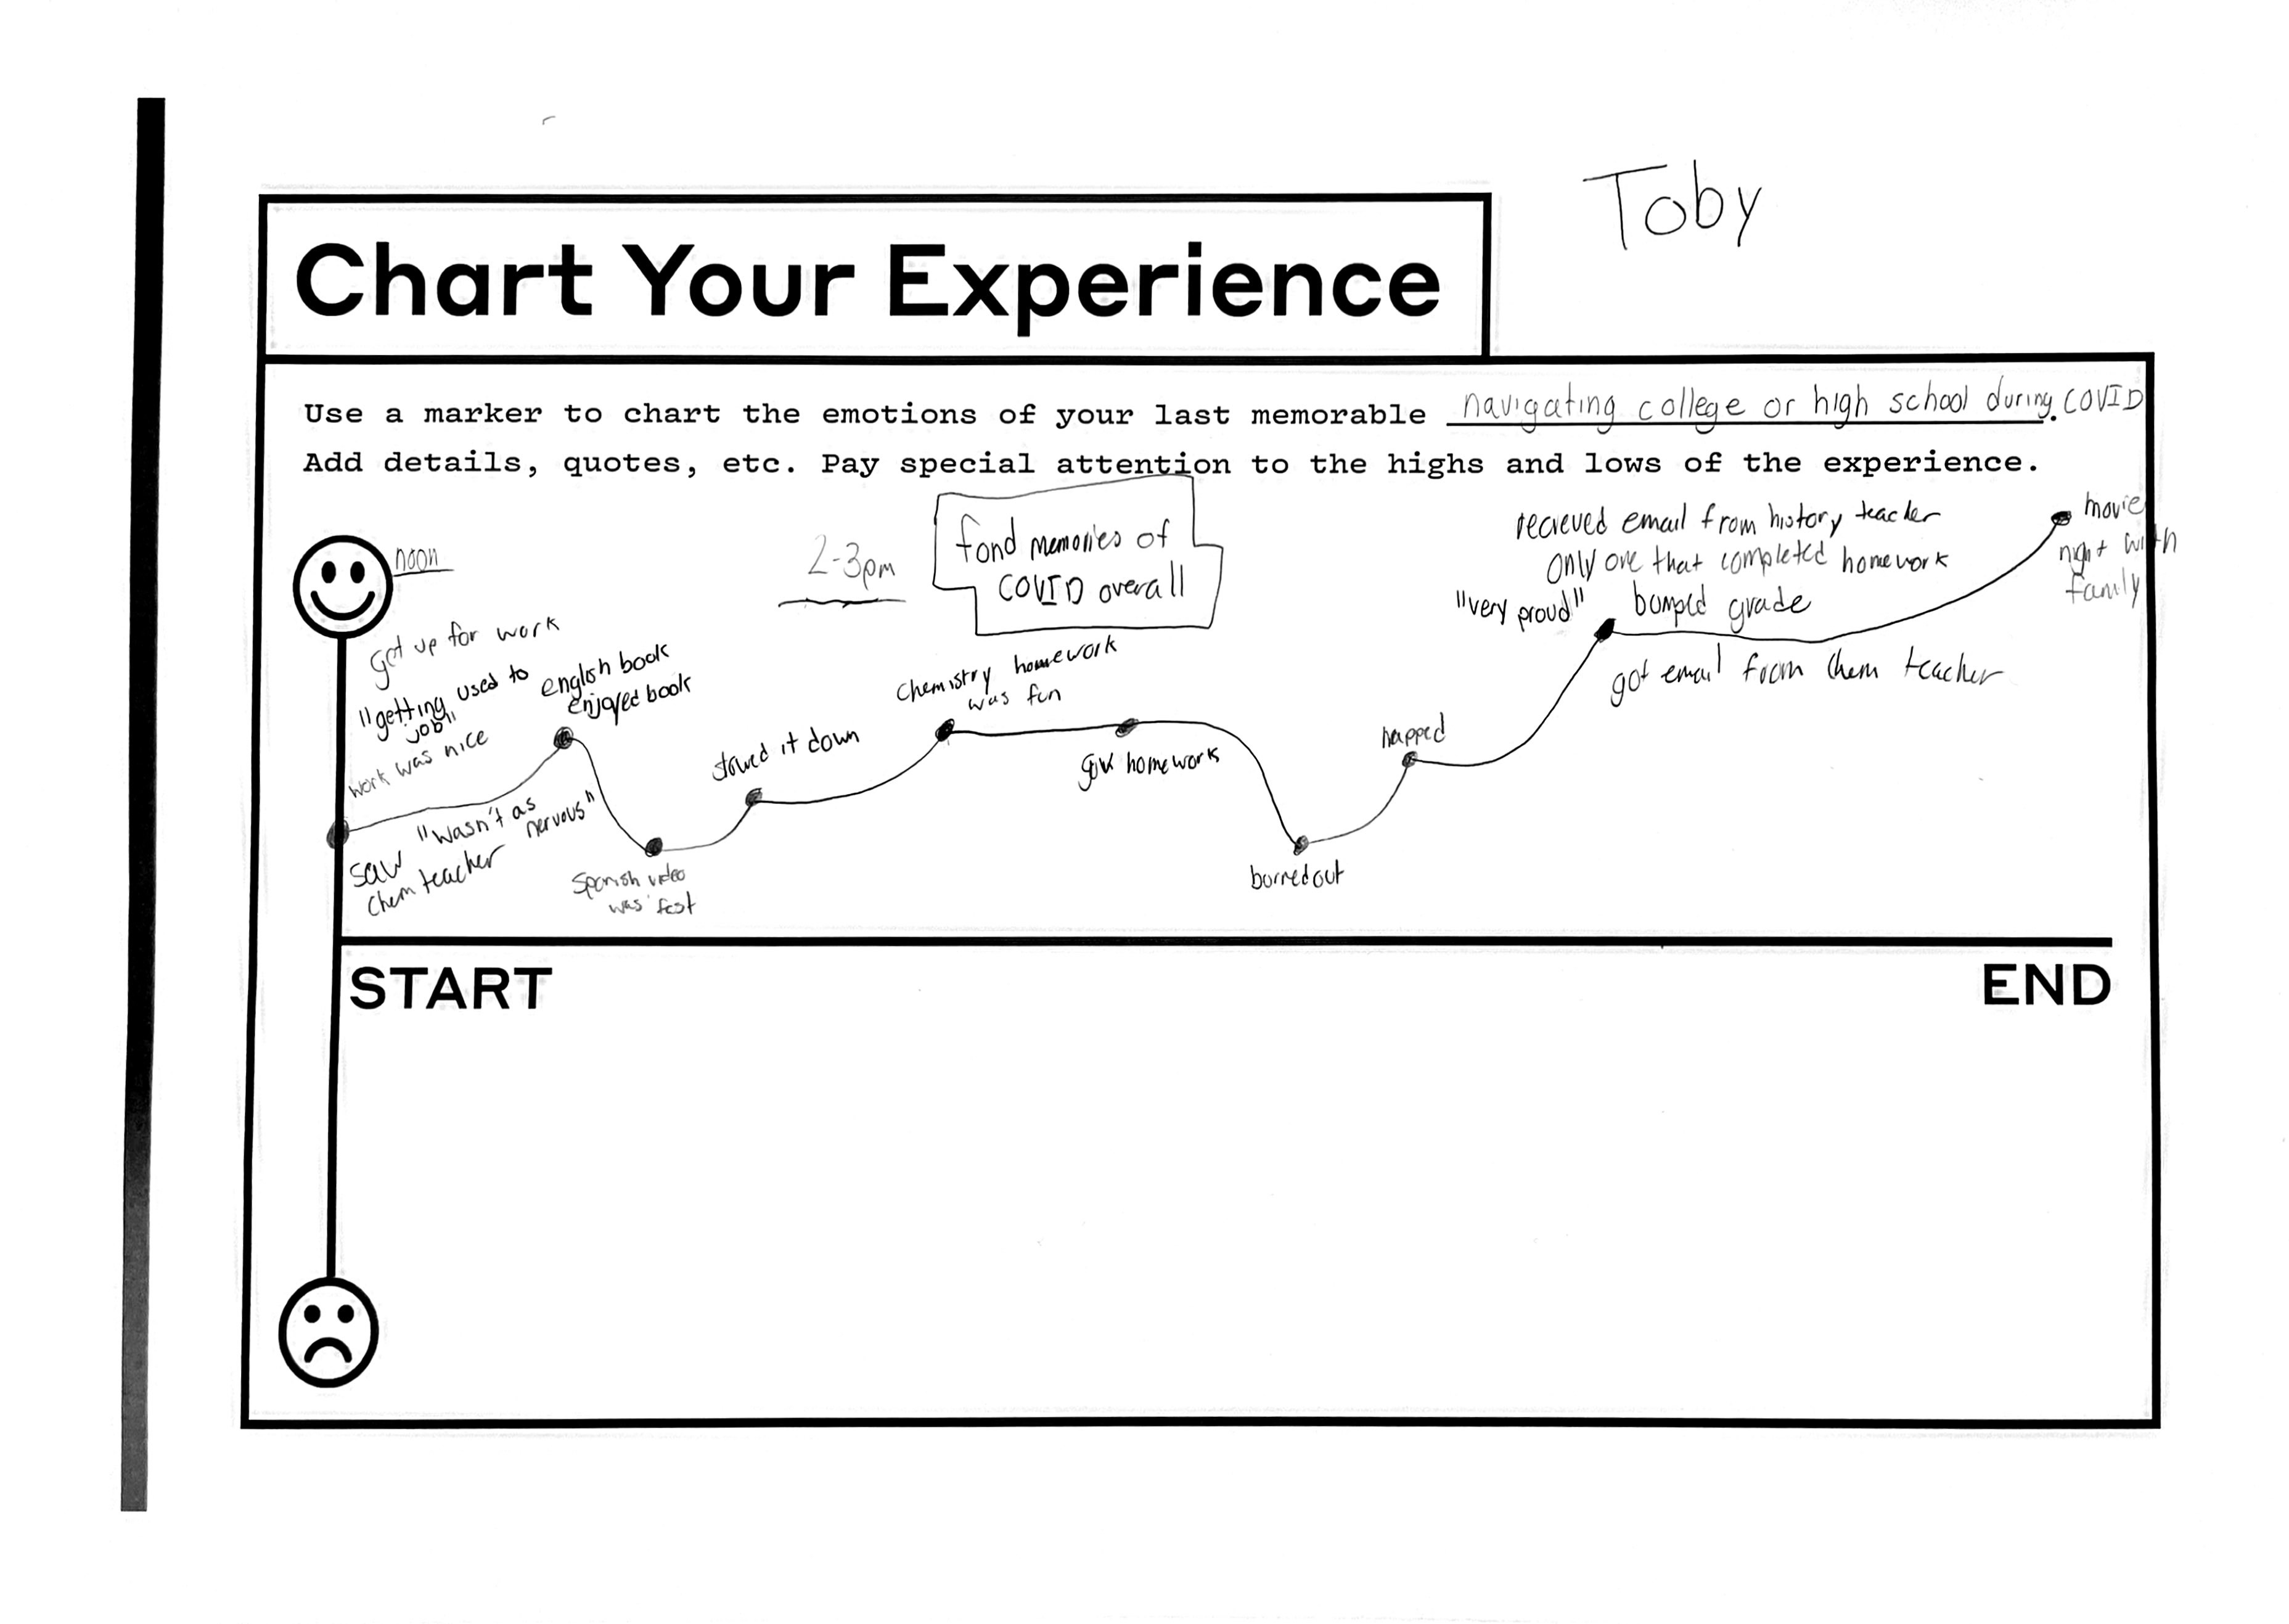 Toby
Chart Your Experience
Use a marker to chart the emotions of your last memorable navigating college or high school during COVID.
Add details, quotes, etc. Pay special attention to the highs and lows of the experience.
noon
get up for work
"getting used to
job"
work was nice
english book
enjoyed book
saw
chem teacher
"wasn't as
nervous"
Spanish video
was fast
slowed it down
2-3pm
fond memories of
COVID overall
chemistry homework
was fun
homework
burned out
napped
recieved email from history teacher
only one that completed homework
"very proud"
bumped grade
got email from chem teacher
movie
night with
family
START
END